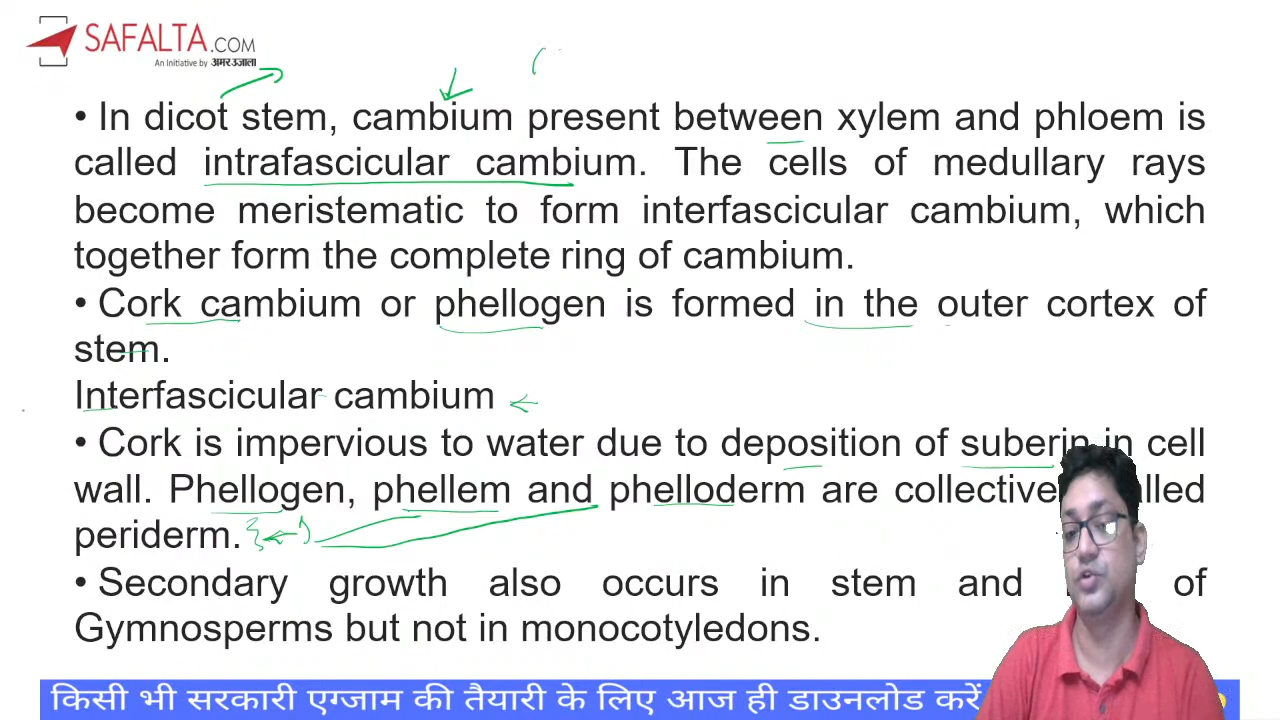 SAFALTA.COM
An Initiative by अमर उजाला
• In dicot stem, cambium present between xylem and phloem is
called intrafascicular cambium. The cells of medullary rays
become meristematic to form interfascicular cambium, which
together form the complete ring of cambium.
• Cork cambium or phellogen is formed in the outer cortex of
stem.
Interfascicular cambium
• Cork is impervious to water due to deposition of suberin in cell
wall. Phellogen, phellem and phelloderm are
periderm.
• Secondary growth also occurs in stem and of
Gymnosperms but not in monocotyledons.
किसी भी सरकारी एग्जाम की तैयारी के लिए आज ही डाउनलोड करें